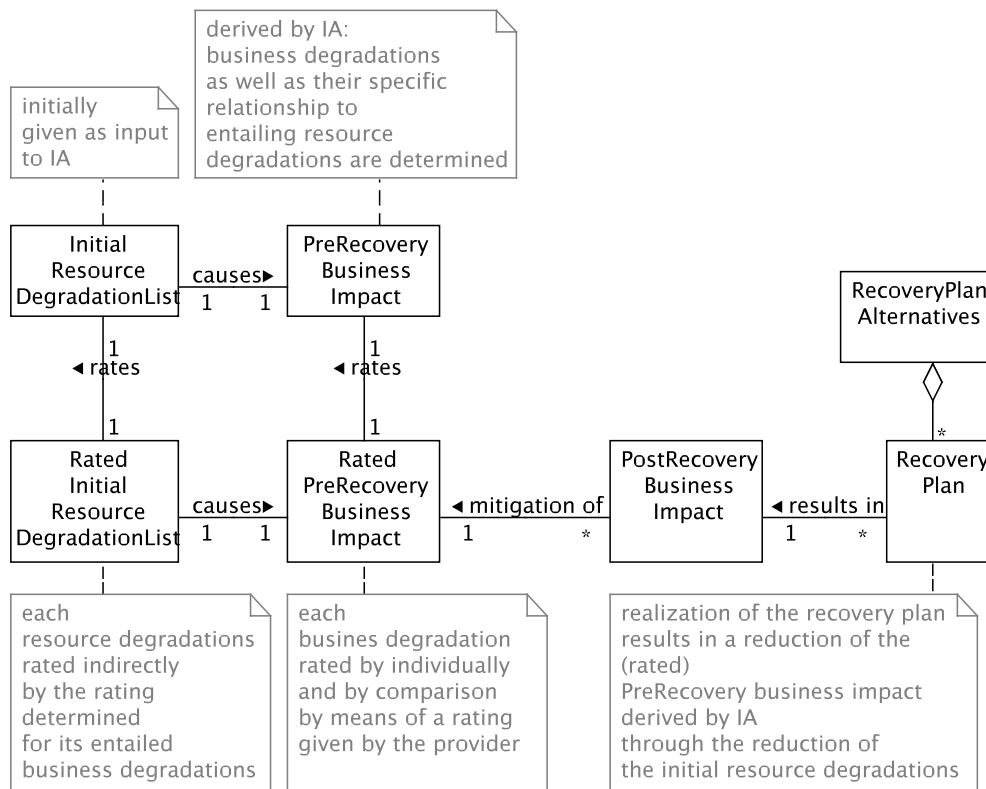 derived by IA:
business degradations
as well as their specific
relationship to
entailing resource
degradations are determined
initially
given as input
to IA
Initial
Resource
DegradationList
causes►
1
1
PreRecovery
Business
Impact
RecoveryPlan
Alternatives
1
◄ rates
1
1
◄ rates
1
*
Rated
Initial
Resource
DegradationList
causes►
1
1
Rated
PreRecovery
Business
Impact
◄ mitigation of
1
*
PostRecovery
Business
Impact
◄ results in
1
*
Recovery
Plan
each
resource degradations
rated indirectly
by the rating
determined
for its entailed
business degradations
each
busines degradation
rated by individually
and by comparison
by means of a rating
given by the provider
realization of the recovery plan
results in a reduction of the
(rated)
PreRecovery business impact
derived by IA
through the reduction of
the initial resource degradations